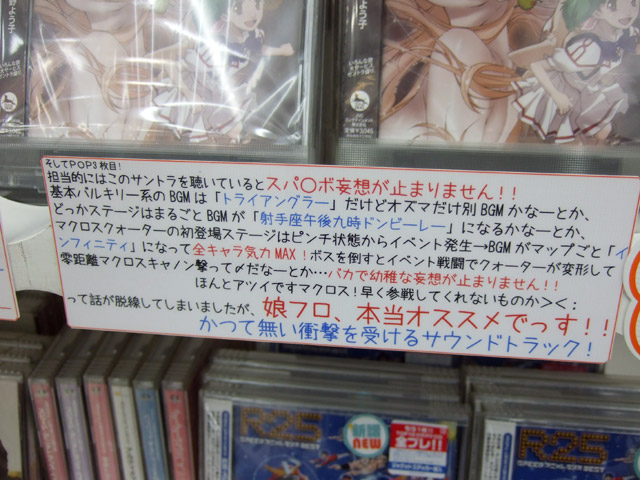 そしてPOP3枚目!
担当的にはこのサントラを聴いているとスパ〇ボ妄想が止まりません!!
基本バルキリー系のBGMは「トライアングラー」だけどオズマだけ別BGMかなーとか、
どっかステージはまるごとBGMが「射手座午後九時ドンビーレー」になるかなーとか、
マクロスクォーターの初登場ステージはピンチ状態からイベント発生→BGMがマップごと「イ
ンフィニティ」になって全キャラ気力MAX!ボスを倒すとイベント戦闘でクォーターが変形して
零距離マクロスキャノン撃って〆だなーとか…バカで幼稚な妄想が止まりません!!
ほんとアツイですマクロス!早く参戦してくれないものか><;
って話が脱線してしまいましたが、娘フロ、本当オススメでっす!!
かつて無い衝撃を受けるサウンドトラック!
R25
新譜
NEW
全プレ!!
R25